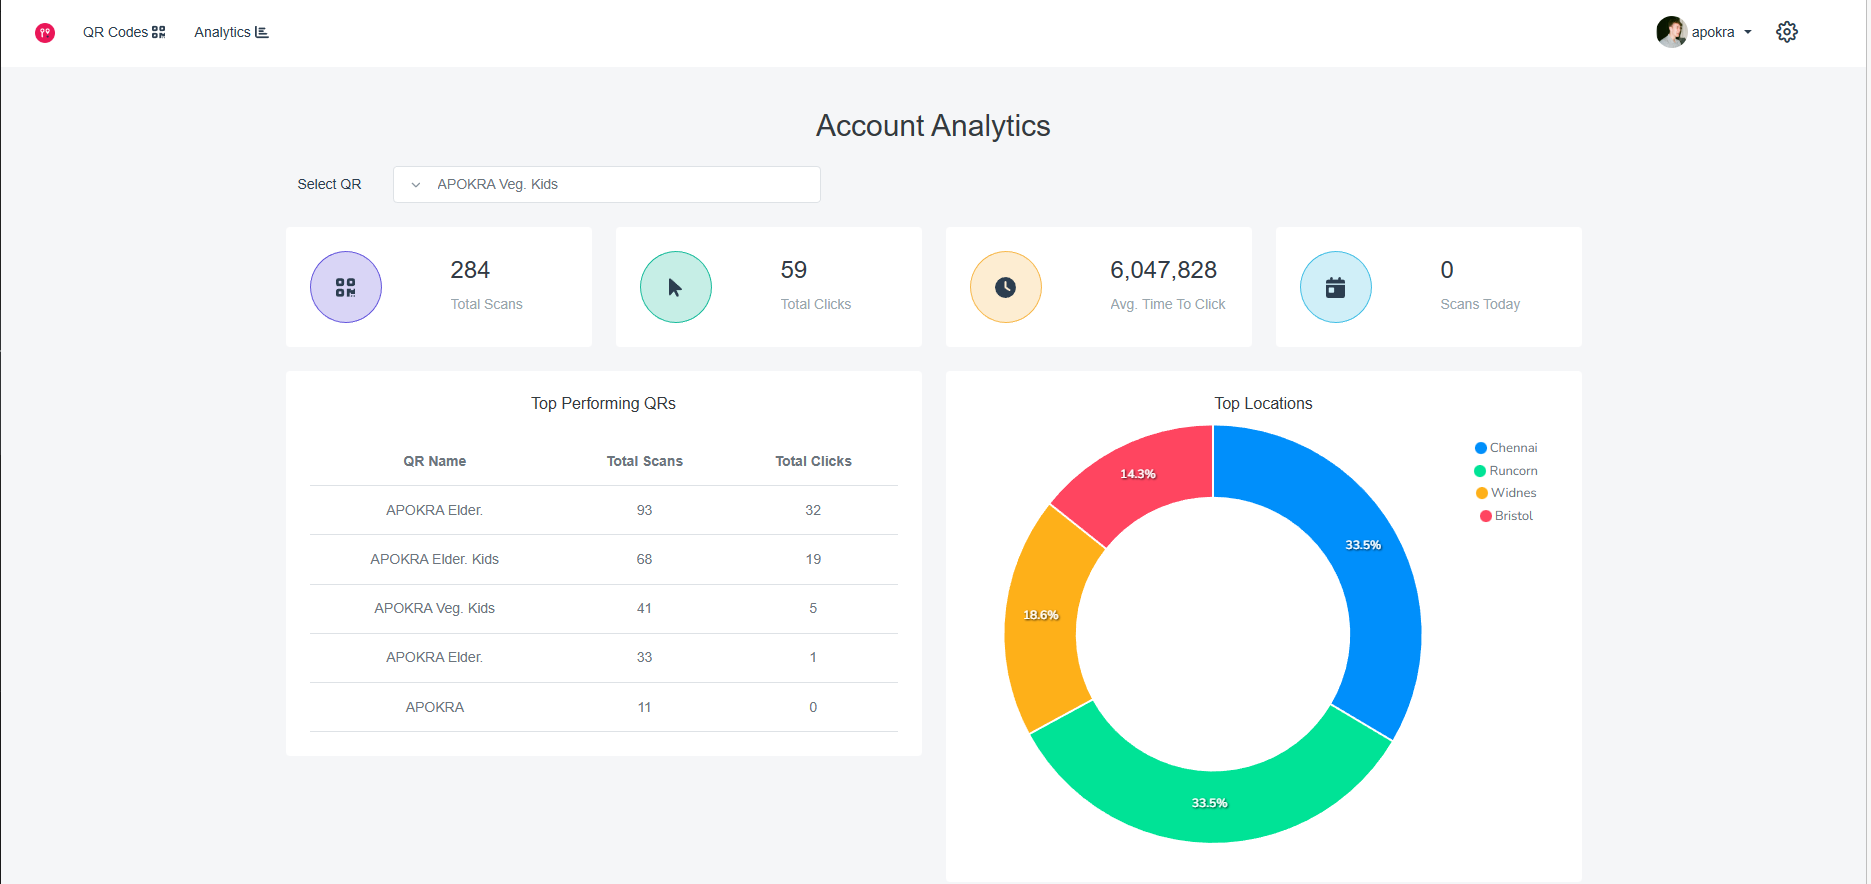 QR Codes
Analytics
apokra
Account Analytics
Select QR
APOKRA Veg. Kids
284
Total Scans
59
Total Clicks
6,047,828
Avg. Time To Click
0
Scans Today
Top Performing QRs
QR Name Total Scans Total Clicks
APOKRA Elder. 93 32
APOKRA Elder. Kids 68 19
APOKRA Veg. Kids 41 5
APOKRA Elder. 33 1
APOKRA 11 0
Top Locations
Chennai
Runcorn
Widnes
Bristol
14.3%
33.5%
18.6%
33.5%